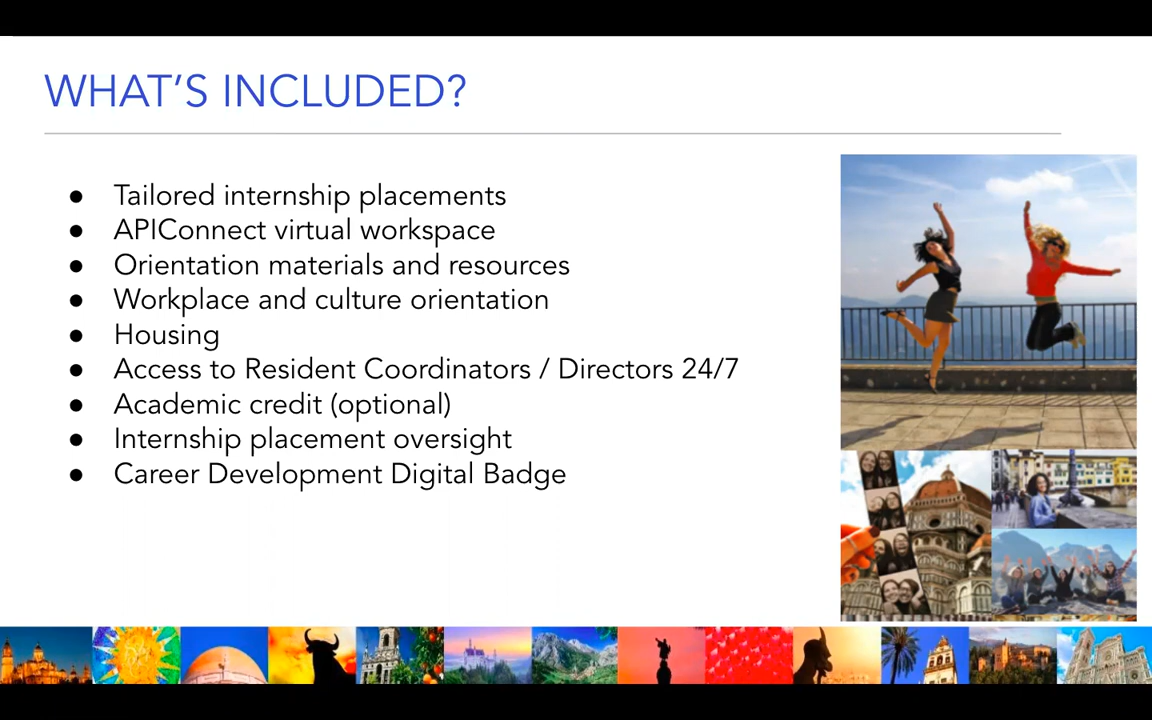 WHAT'S INCLUDED?
● Tailored internship placements
● APIConnect virtual workspace
● Orientation materials and resources
● Workplace and culture orientation
● Housing
● Access to Resident Coordinators / Directors 24/7
● Academic credit (optional)
● Internship placement oversight
● Career Development Digital Badge